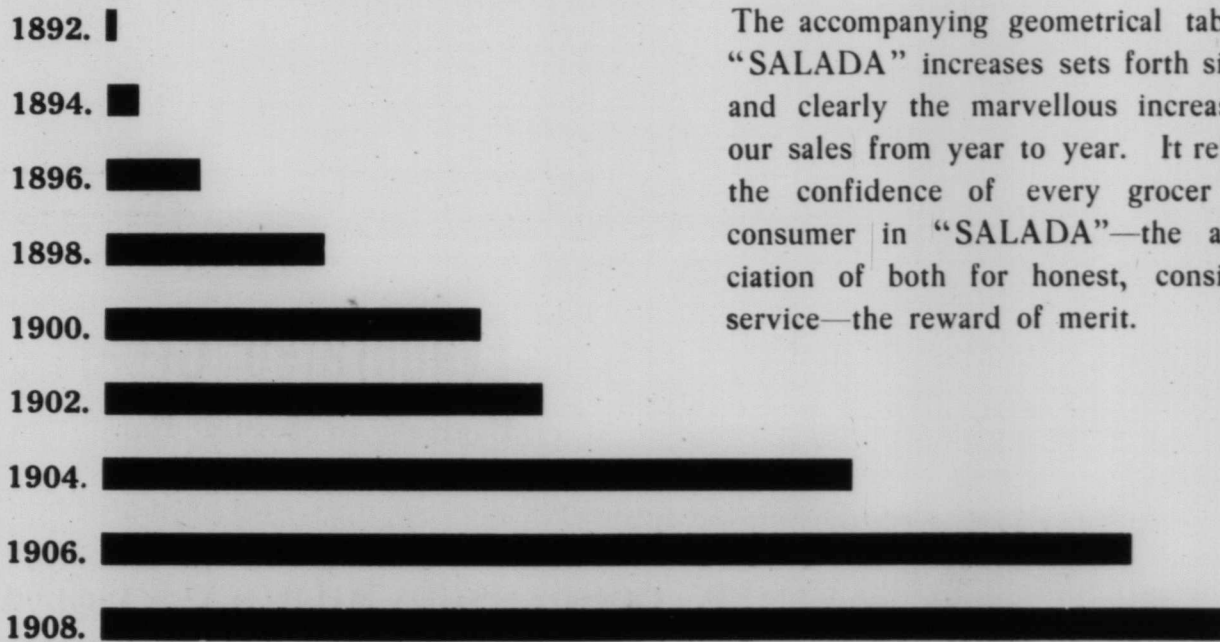 1892.
1894.
1896.
1898.
1900.
1902.
1904.
1906.
1908.
The accompanying geometrical tab
“SALADA” increases sets forth si
and clearly the marvellous increas
our sales from year to year. It re
the confidence of every grocer
consumer in “SALADA”—the a
ciation of both for honest, consi
service—the reward of merit.